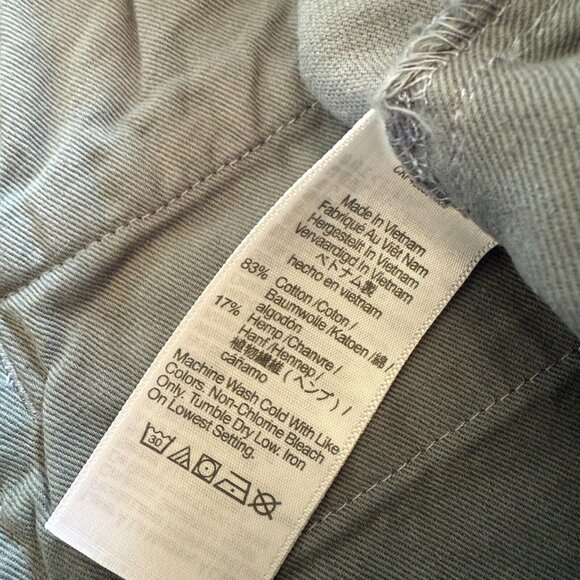 Made In Vietnam
Fabriqué Au Viêt Nam
Hergestellt in Vietnam
Vervaardigd In Vietnam
ベトナム製
hecho en vietnam
83% Cotton /Coton /
Baumwolle /Katoen /綿 /
algodon
17% Hemp /Chanvre /
Hanf /Hennep /
植物繊維(ヘンプ) /
cáñamo
Machine Wash Cold With Like
Colors. Non-Chlorine Bleach
Only. Tumble Dry Low. Iron
On Lowest Setting.
30